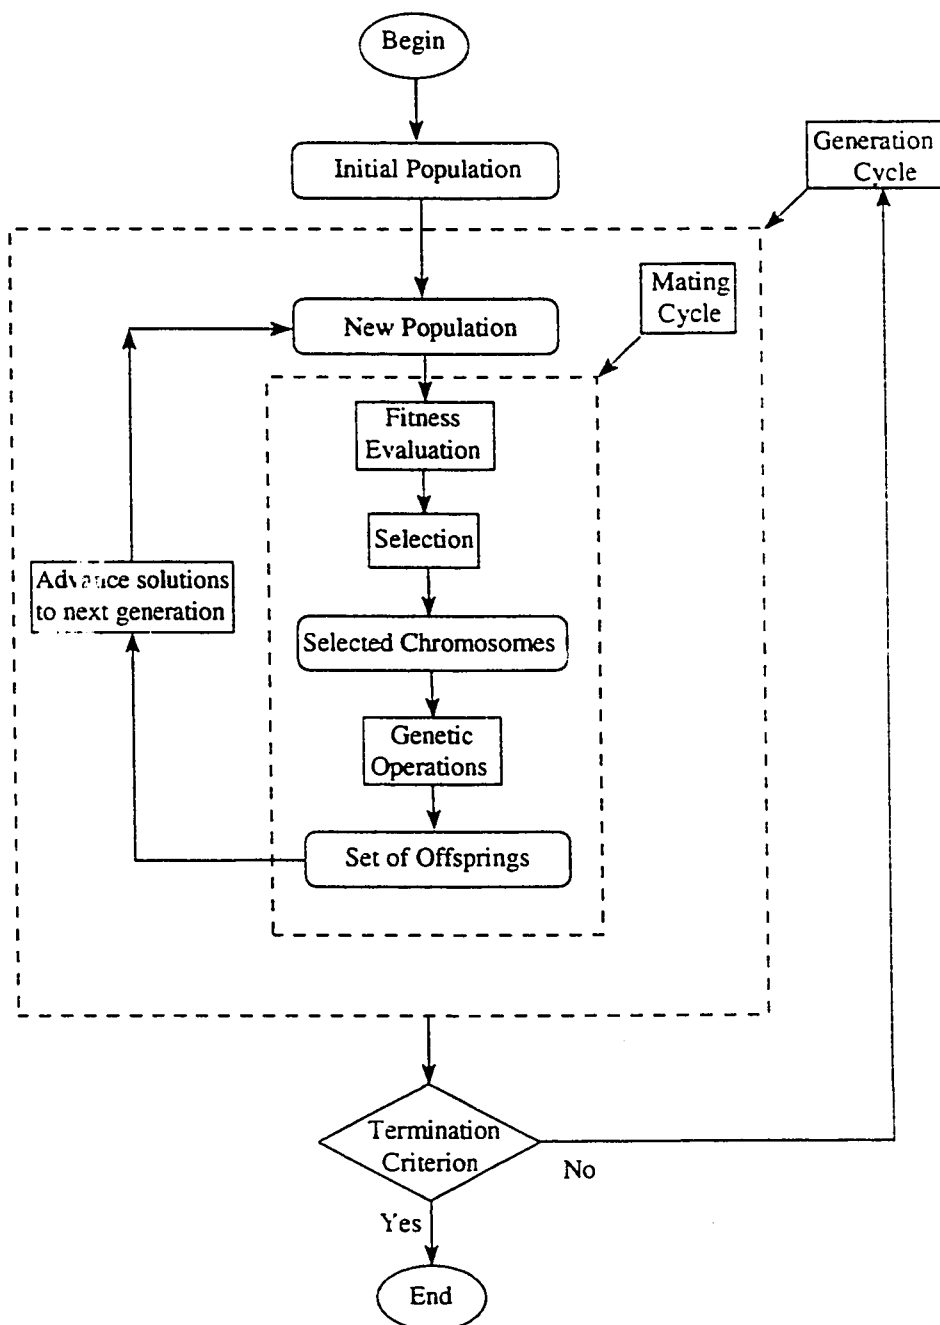 Begin
Initial Population
Generation
Cycle
Mating
Cycle
New Population
Fitness
Evaluation
Selection
Advance solutions
to next generation
Selected Chromosomes
Genetic
Operations
Set of Offsprings
Termination
Criterion
No
Yes
End